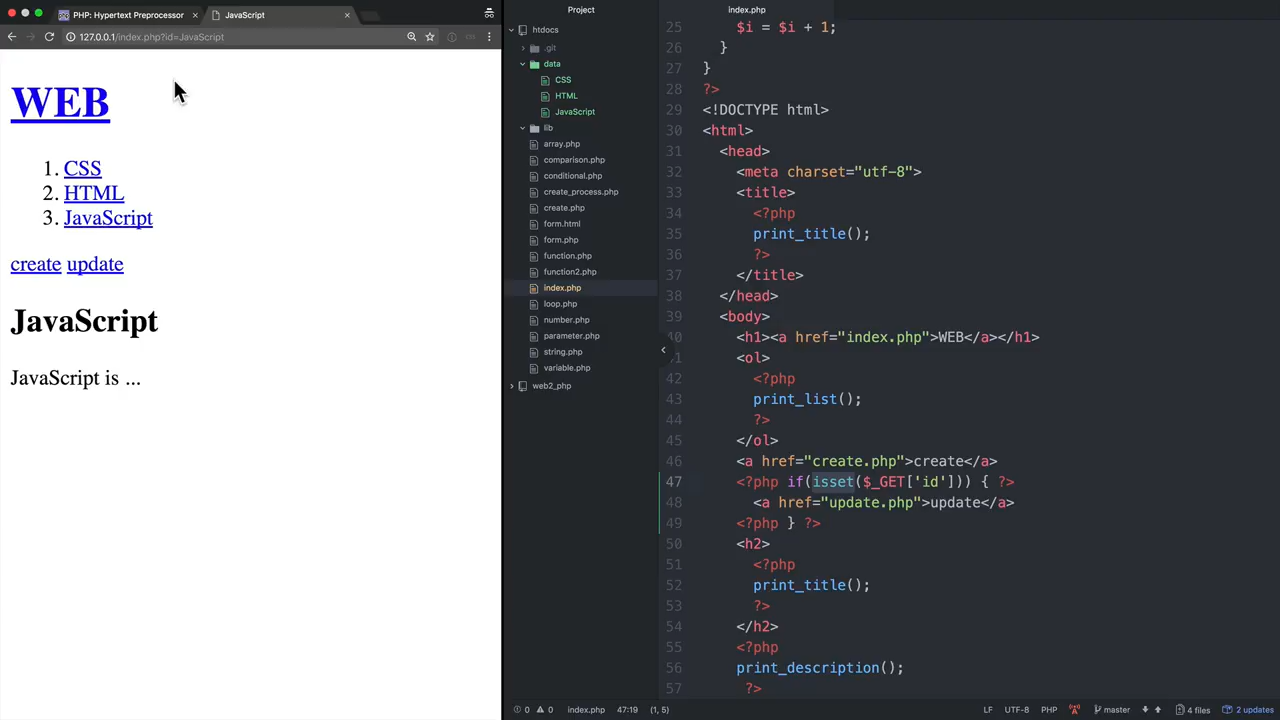 PHP: Hypertext Preprocessor
JavaScript
127.0.0.1/index.php?id=JavaScript
WEB
1. CSS
2. HTML
3. JavaScript
create update
JavaScript
JavaScript is ...
Project
htdocs
.git
data
CSS
HTML
JavaScript
lib
array.php
comparison.php
conditional.php
create_process.php
create.php
form.html
form.php
function.php
function2.php
index.php
loop.php
number.php
parameter.php
string.php
variable.php
web2_php
index.php
25 $i = $i + 1;
26 }
27 }
28 ?>
29 <!DOCTYPE html>
30 <html>
31 <head>
32 <meta charset="utf-8">
33 <title>
34 <?php
35 print_title();
36 ?>
37 </title>
38 </head>
39 <body>
40 <h1><a href="index.php">WEB</a></h1>
41 <ol>
42 <?php
43 print_list();
44 ?>
45 </ol>
46 <a href="create.php">create</a>
47 <?php if(isset($_GET['id'])) { ?>
48 <a href="update.php">update</a>
49 <?php } ?>
50 <h2>
51 <?php
52 print_title();
53 ?>
54 </h2>
55 <?php
56 print_description();
57 ?>
0 0 index.php 47:19 (1, 5) LF UTF-8 PHP master 4 files 2 updates